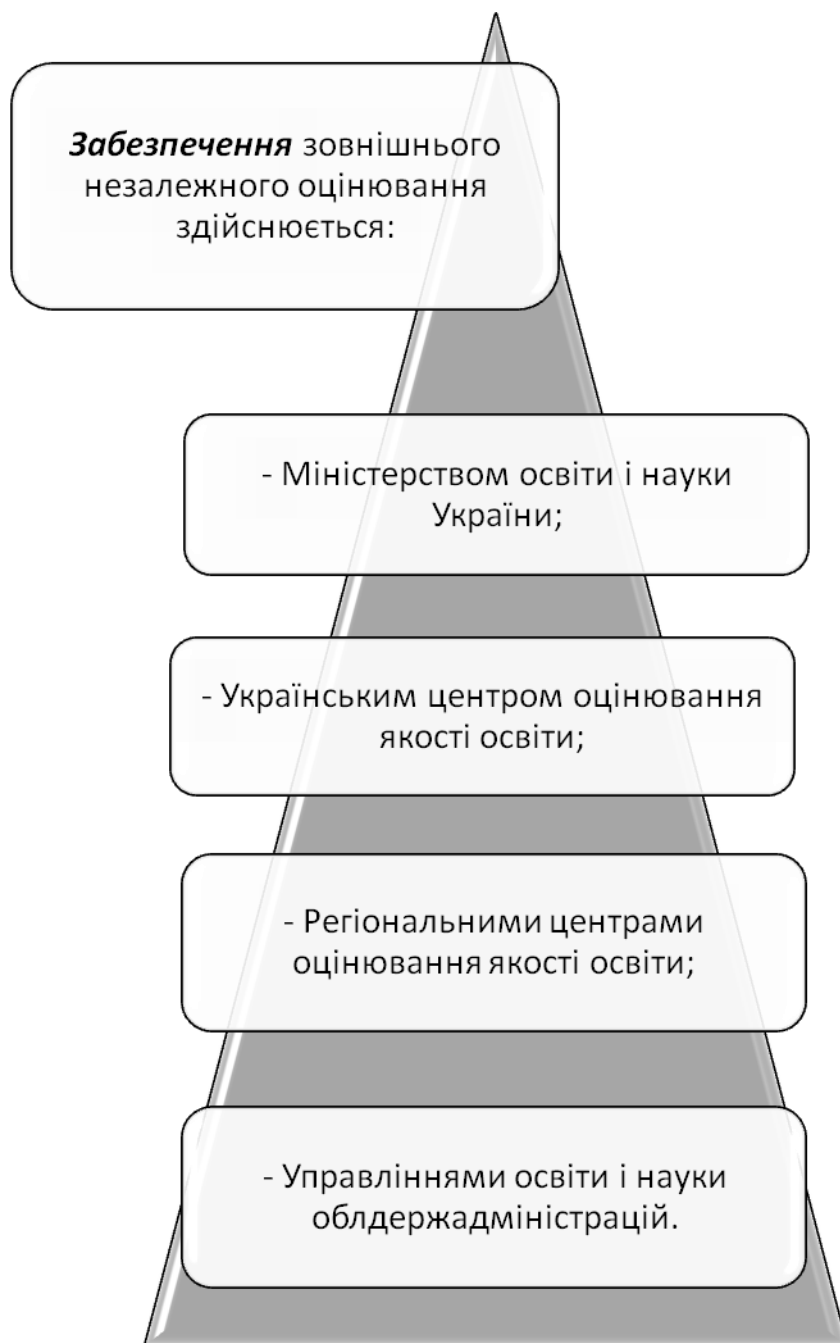 Забезпечення зовнішнього
незалежного оцінювання
здійснюється:
- Міністерством освіти і науки
України;
- Українським центром оцінювання
якості освіти;
- Регіональними центрами
оцінювання якості освіти;
- Управліннями освіти і науки
облдержадміністрацій.